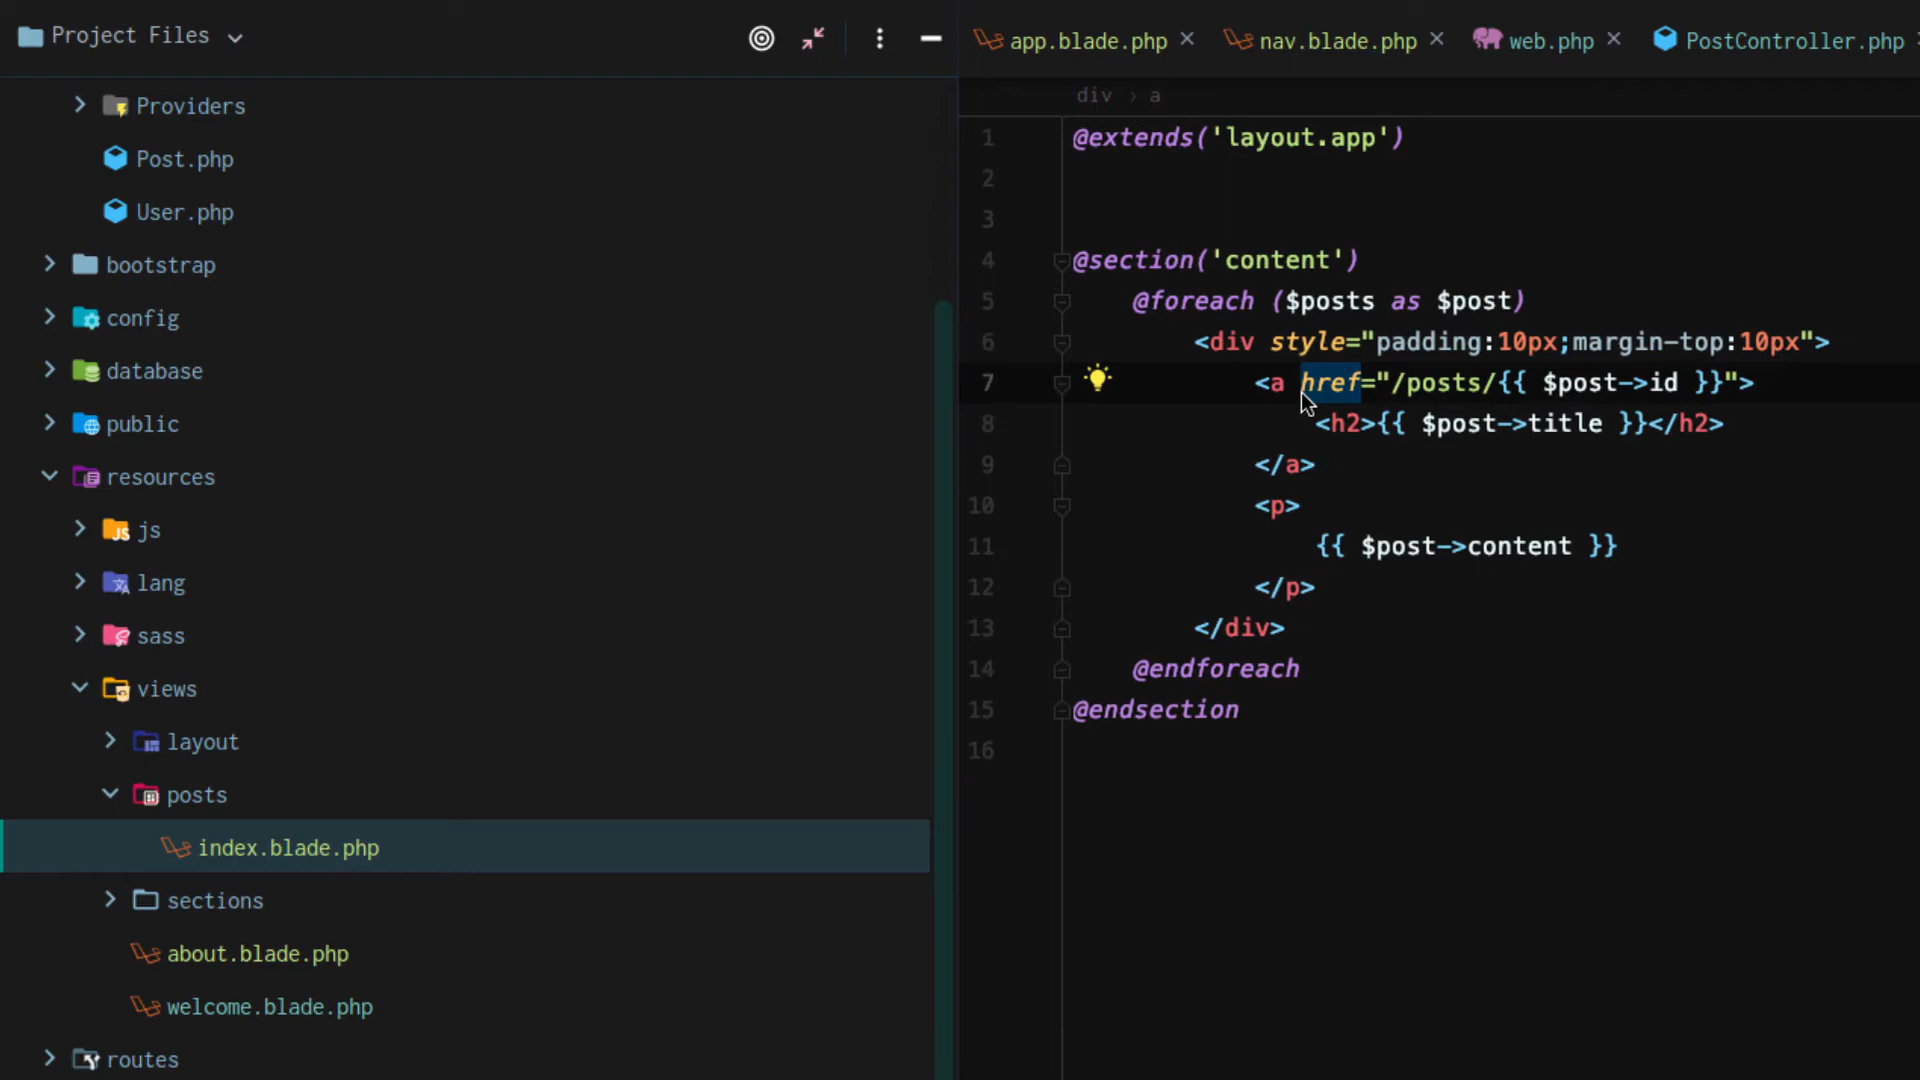 Project Files
Providers
Post.php
User.php
bootstrap
config
database
public
resources
js
lang
sass
views
layout
posts
index.blade.php
sections
about.blade.php
welcome.blade.php
routes
app.blade.php
nav.blade.php
web.php
PostController.php
div › a
1 @extends('layout.app')
2
3
4 @section('content')
5 @foreach ($posts as $post)
6 <div style="padding:10px;margin-top:10px">
7 <a href="/posts/{{ $post->id }}">
8 <h2>{{ $post->title }}</h2>
9 </a>
10 <p>
11 {{ $post->content }}
12 </p>
13 </div>
14 @endforeach
15 @endsection
16